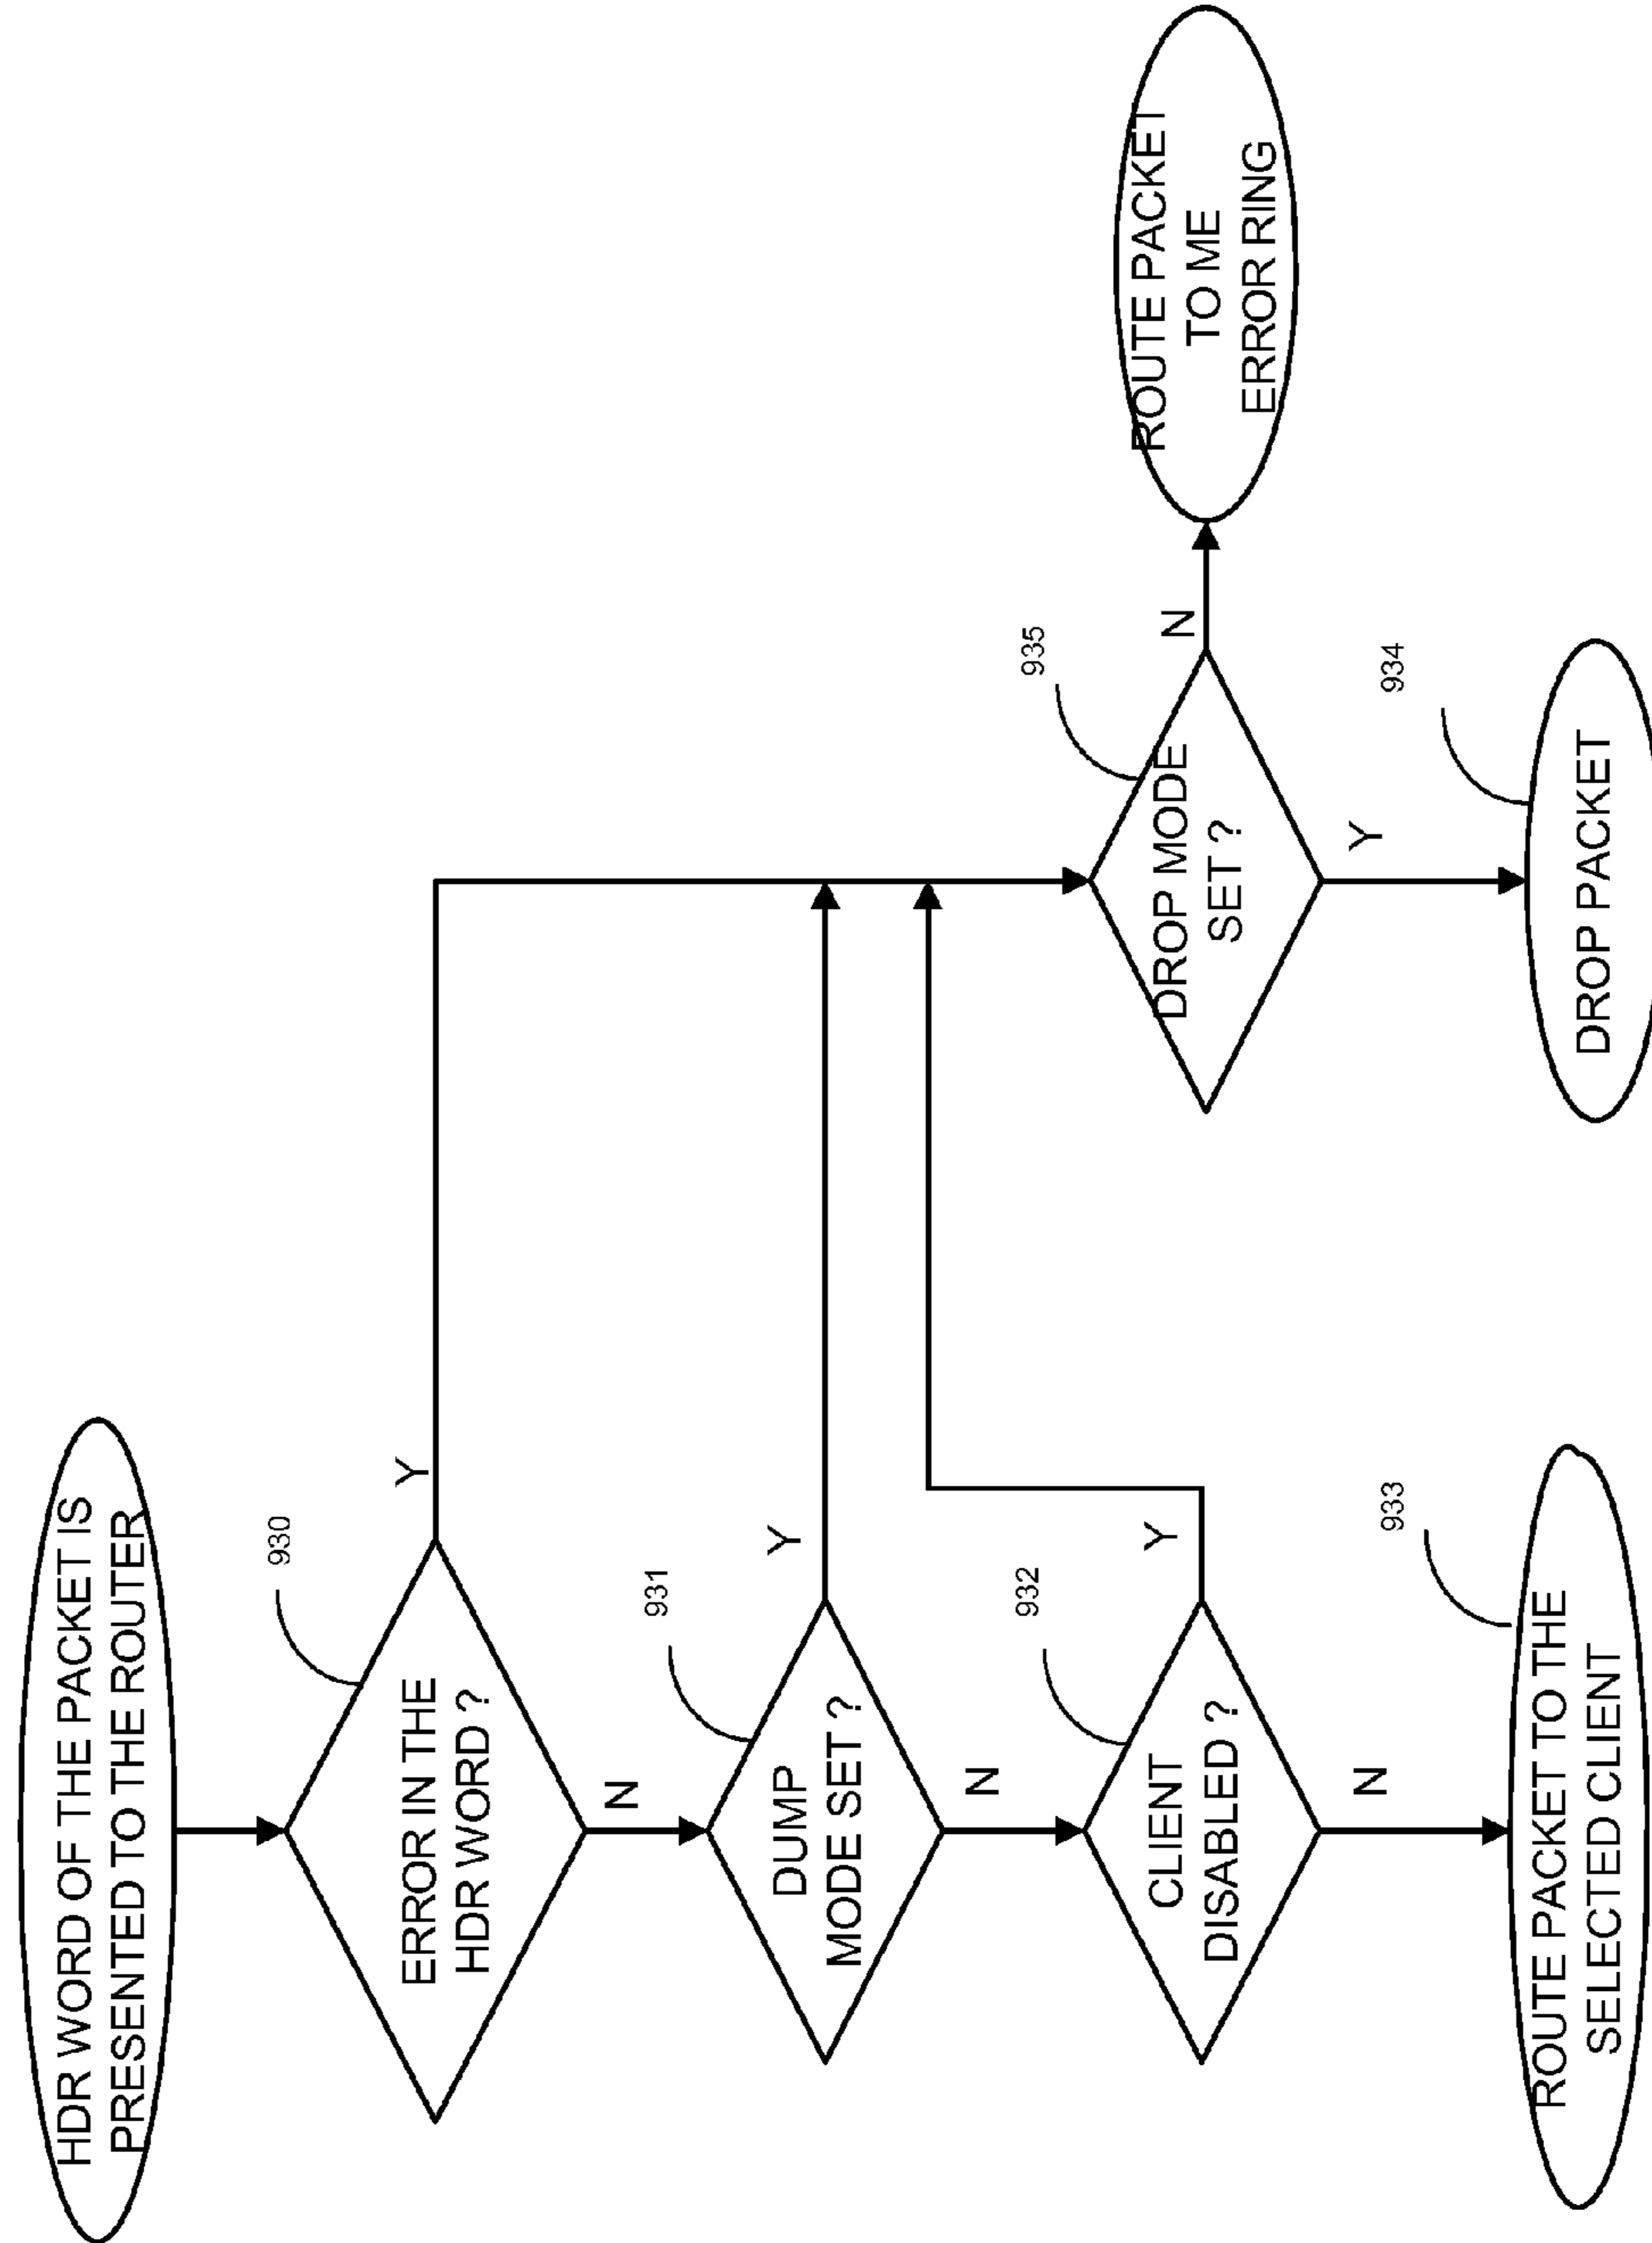 HDR WORD OF THE PACKET IS
PRESENTED TO THE ROUTER
930
ERROR IN THE
HDR WORD ?
Y
N
931
DUMP
MODE SET ?
Y
N
932
CLIENT
DISABLED ?
Y
N
933
ROUTE PACKET TO THE
SELECTED CLIENT
935
DROP MODE
SET ?
N
Y
ROUTE PACKET
TO ME
ERROR RING
934
DROP PACKET